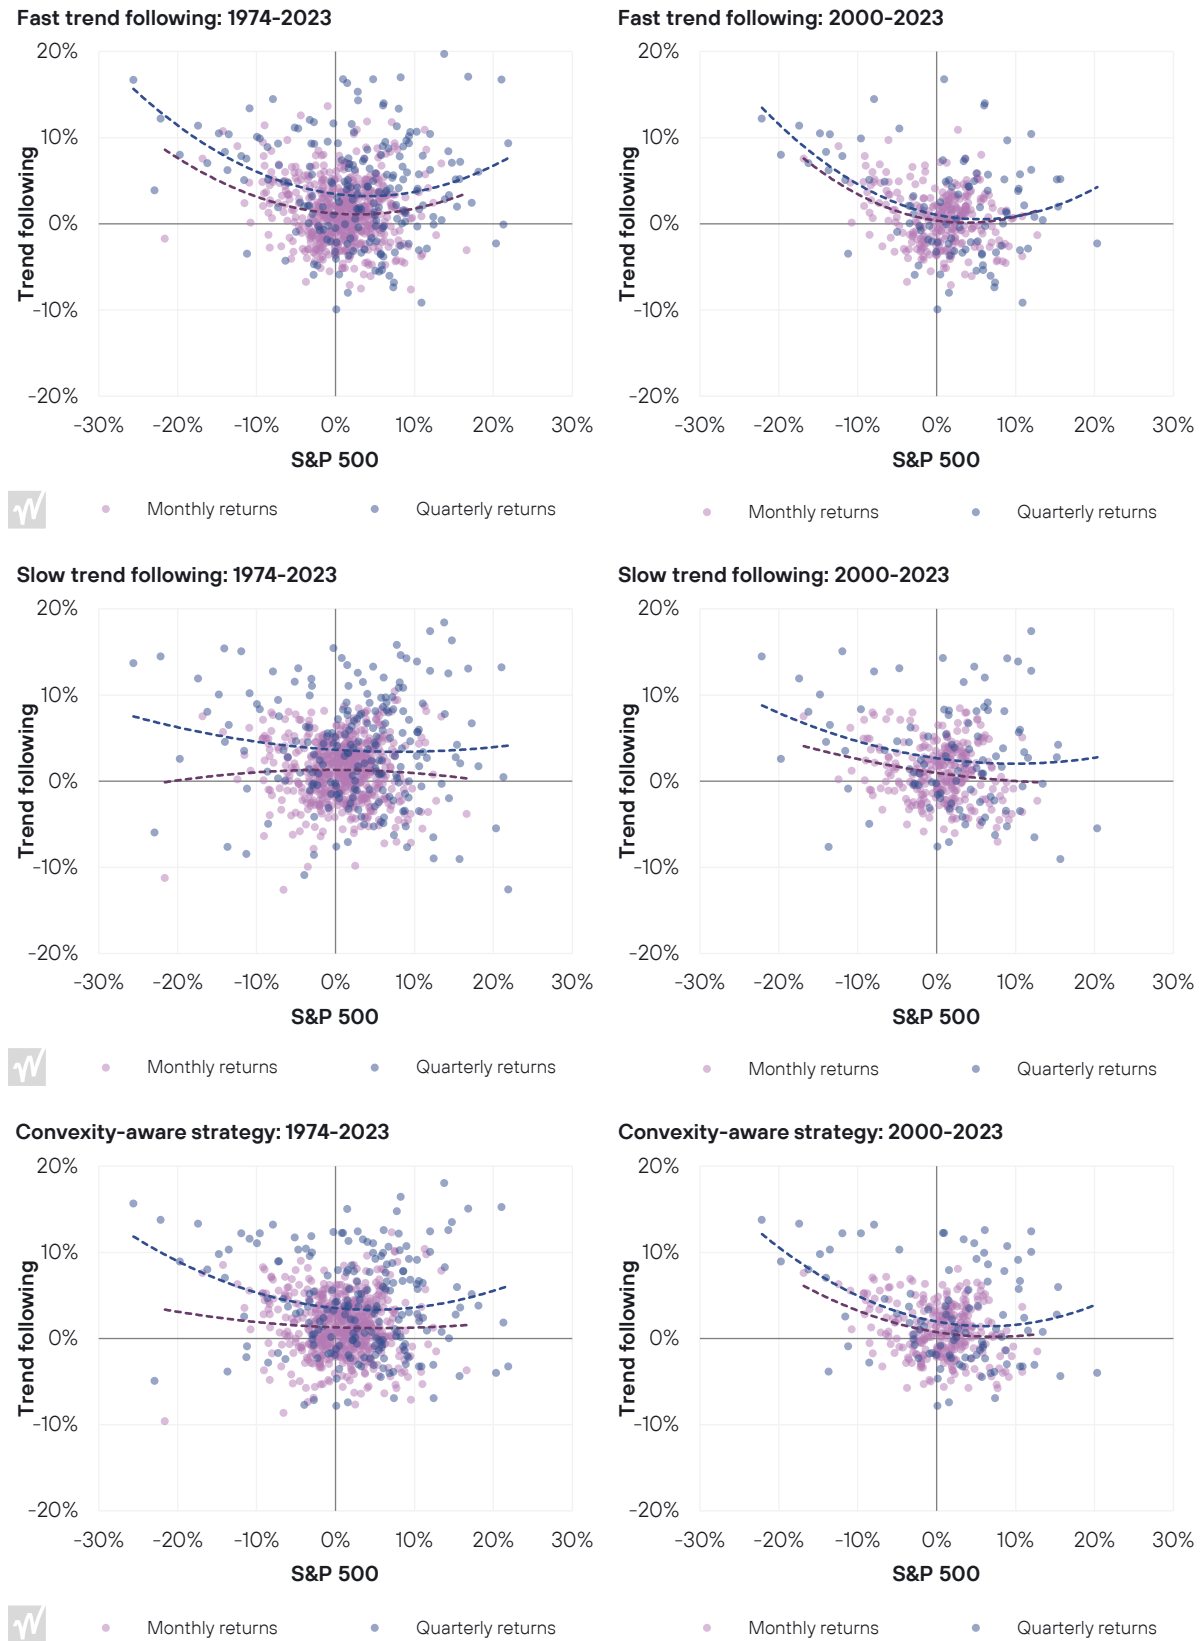 Fast trend following: 1974-2023
20%
10%
0%
-10%
-20%
-30% -20% -10% 0% 10% 20% 30%
Trend following
S&P 500
Monthly returns Quarterly returns
Fast trend following: 2000-2023
20%
10%
0%
-10%
-20%
-30% -20% -10% 0% 10% 20% 30%
Trend following
S&P 500
Monthly returns Quarterly returns
Slow trend following: 1974-2023
20%
10%
0%
-10%
-20%
-30% -20% -10% 0% 10% 20% 30%
Trend following
S&P 500
Monthly returns Quarterly returns
Slow trend following: 2000-2023
20%
10%
0%
-10%
-20%
-30% -20% -10% 0% 10% 20% 30%
Trend following
S&P 500
Monthly returns Quarterly returns
Convexity-aware strategy: 1974-2023
20%
10%
0%
-10%
-20%
-30% -20% -10% 0% 10% 20% 30%
Trend following
S&P 500
Monthly returns Quarterly returns
Convexity-aware strategy: 2000-2023
20%
10%
0%
-10%
-20%
-30% -20% -10% 0% 10% 20% 30%
Trend following
S&P 500
Monthly returns Quarterly returns